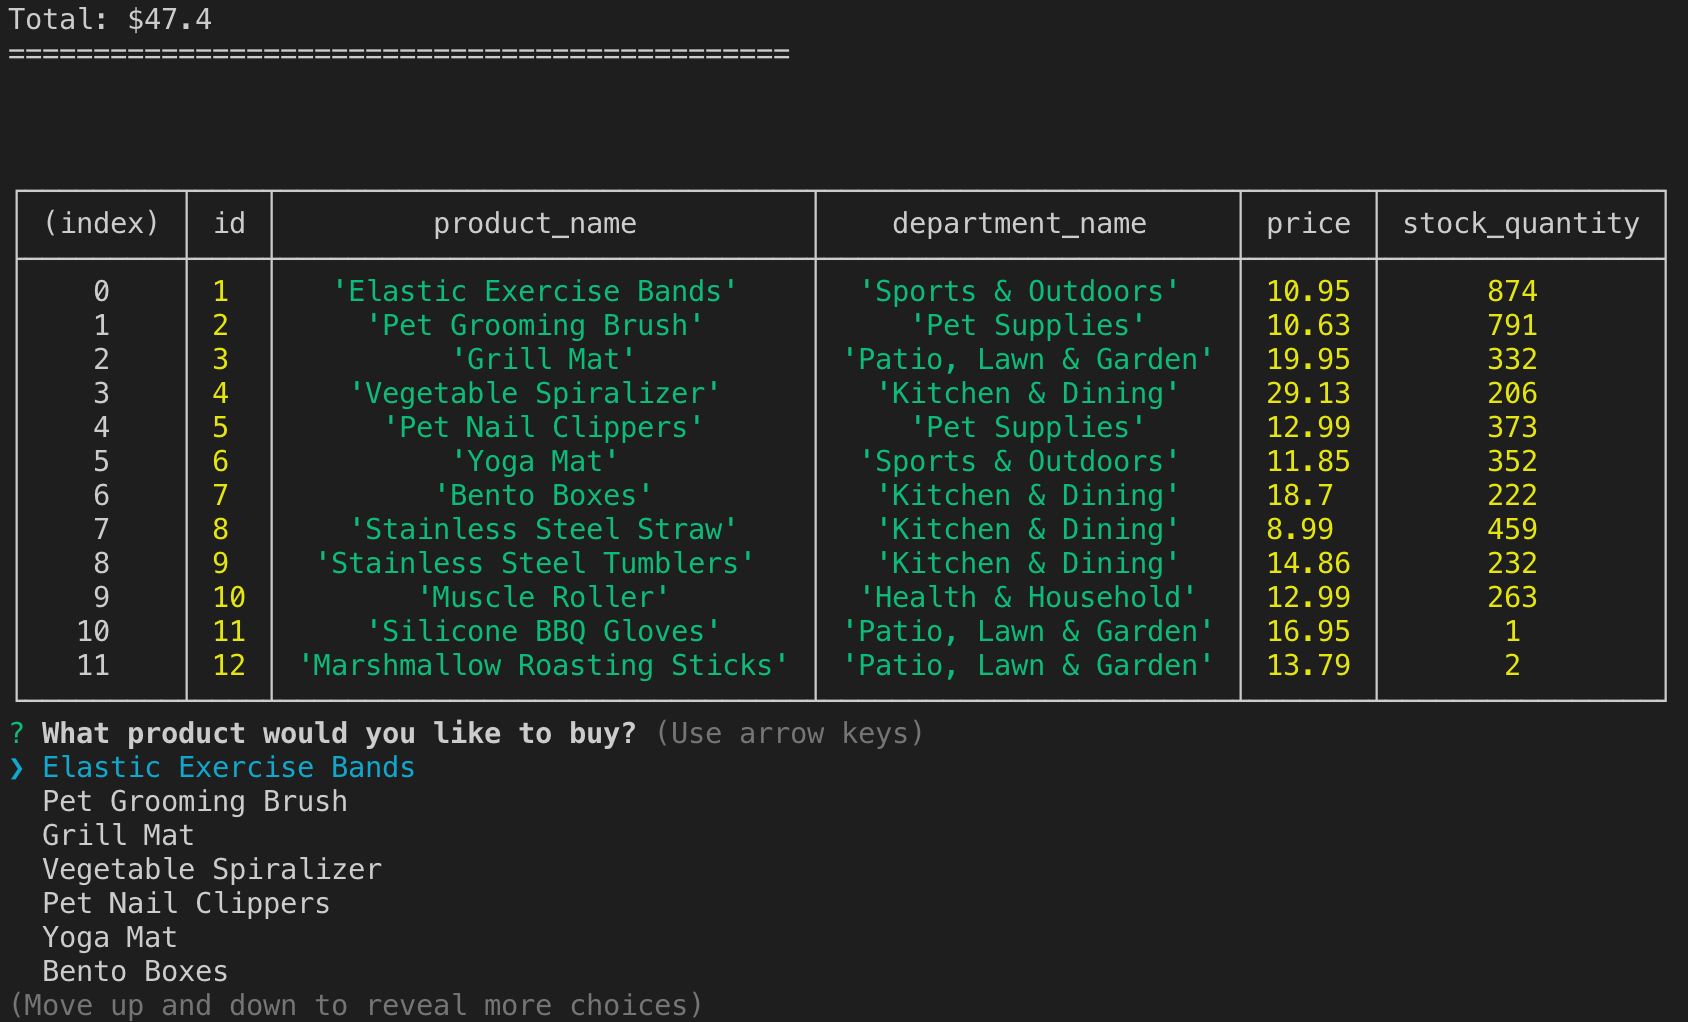 Total: $47.4
==============================================
(index) id product_name department_name price stock_quantity
0 1 'Elastic Exercise Bands' 'Sports & Outdoors' 10.95 874
1 2 'Pet Grooming Brush' 'Pet Supplies' 10.63 791
2 3 'Grill Mat' 'Patio, Lawn & Garden' 19.95 332
3 4 'Vegetable Spiralizer' 'Kitchen & Dining' 29.13 206
4 5 'Pet Nail Clippers' 'Pet Supplies' 12.99 373
5 6 'Yoga Mat' 'Sports & Outdoors' 11.85 352
6 7 'Bento Boxes' 'Kitchen & Dining' 18.7 222
7 8 'Stainless Steel Straw' 'Kitchen & Dining' 8.99 459
8 9 'Stainless Steel Tumblers' 'Kitchen & Dining' 14.86 232
9 10 'Muscle Roller' 'Health & Household' 12.99 263
10 11 'Silicone BBQ Gloves' 'Patio, Lawn & Garden' 16.95 1
11 12 'Marshmallow Roasting Sticks' 'Patio, Lawn & Garden' 13.79 2
? What product would you like to buy? (Use arrow keys)
❯ Elastic Exercise Bands
Pet Grooming Brush
Grill Mat
Vegetable Spiralizer
Pet Nail Clippers
Yoga Mat
Bento Boxes
(Move up and down to reveal more choices)